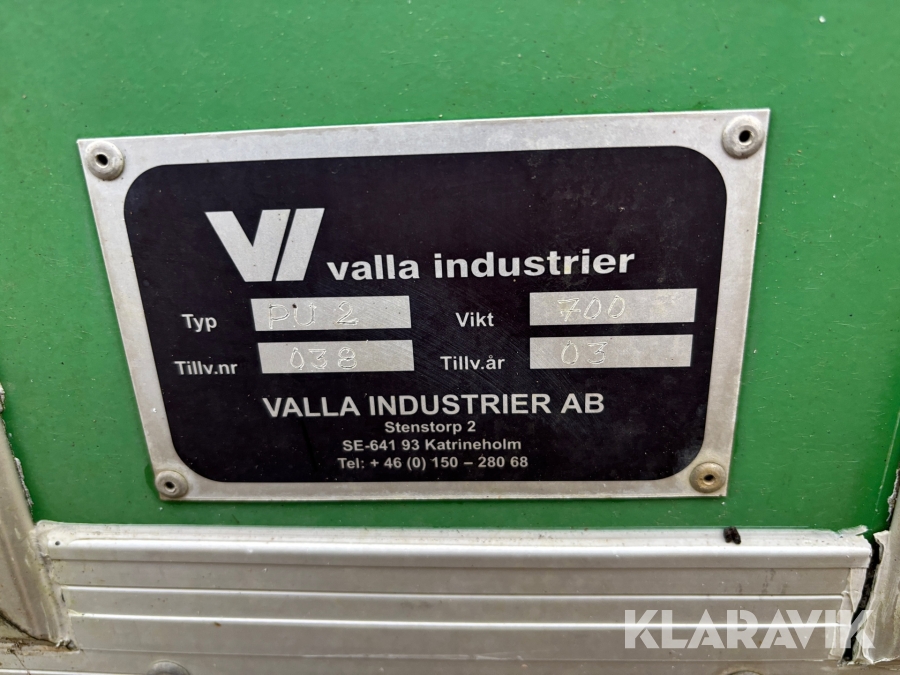 VI valla industrier
Typ PU 2 Vikt 700
Tillv.nr 038 Tillv.år 03
VALLA INDUSTRIER AB
Stenstorp 2
SE-641 93 Katrineholm
Tel: + 46 (0) 150 – 280 68
KLARAVIK